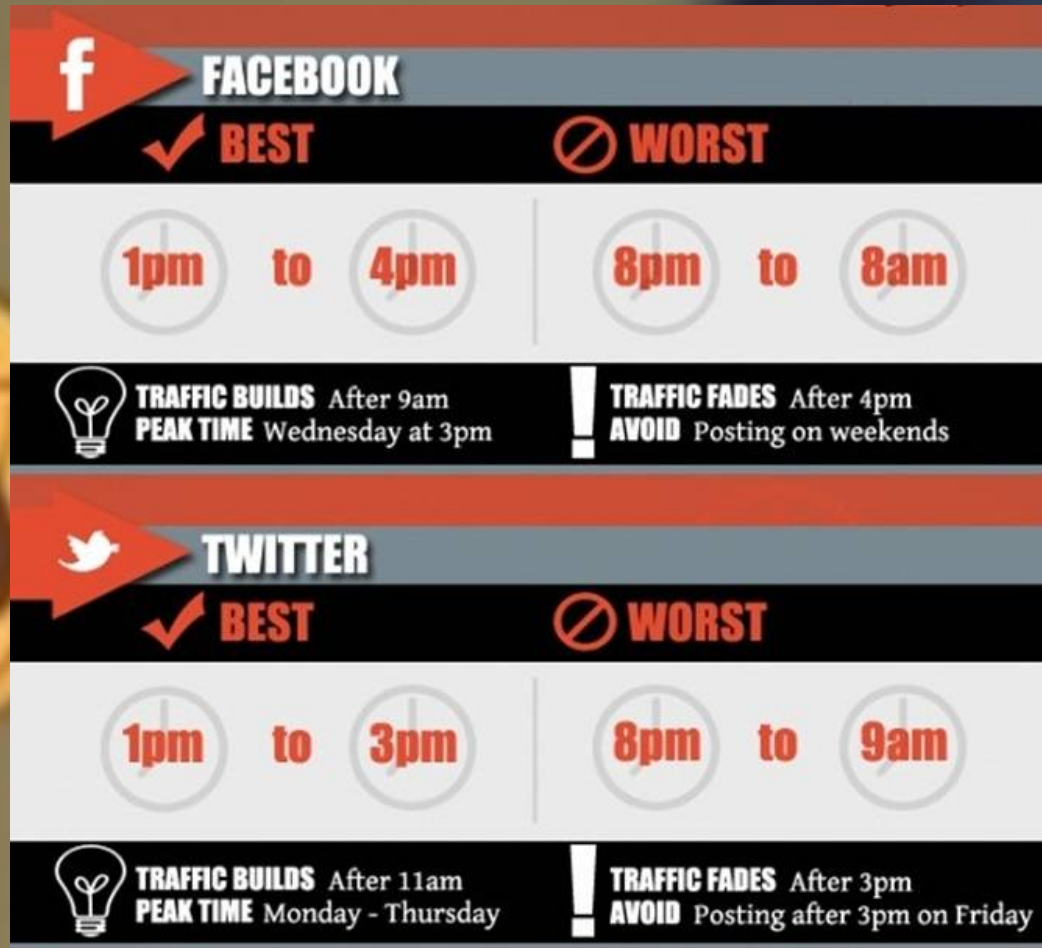 f
FACEBOOK
BEST WORST
1pm to 4pm 8pm to 8am
TRAFFIC BUILDS After 9am
PEAK TIME Wednesday at 3pm
TRAFFIC FADES After 4pm
AVOID Posting on weekends
TWITTER
BEST WORST
1pm to 3pm 8pm to 9am
TRAFFIC BUILDS After 11am
PEAK TIME Monday - Thursday
TRAFFIC FADES After 3pm
AVOID Posting after 3pm on Friday